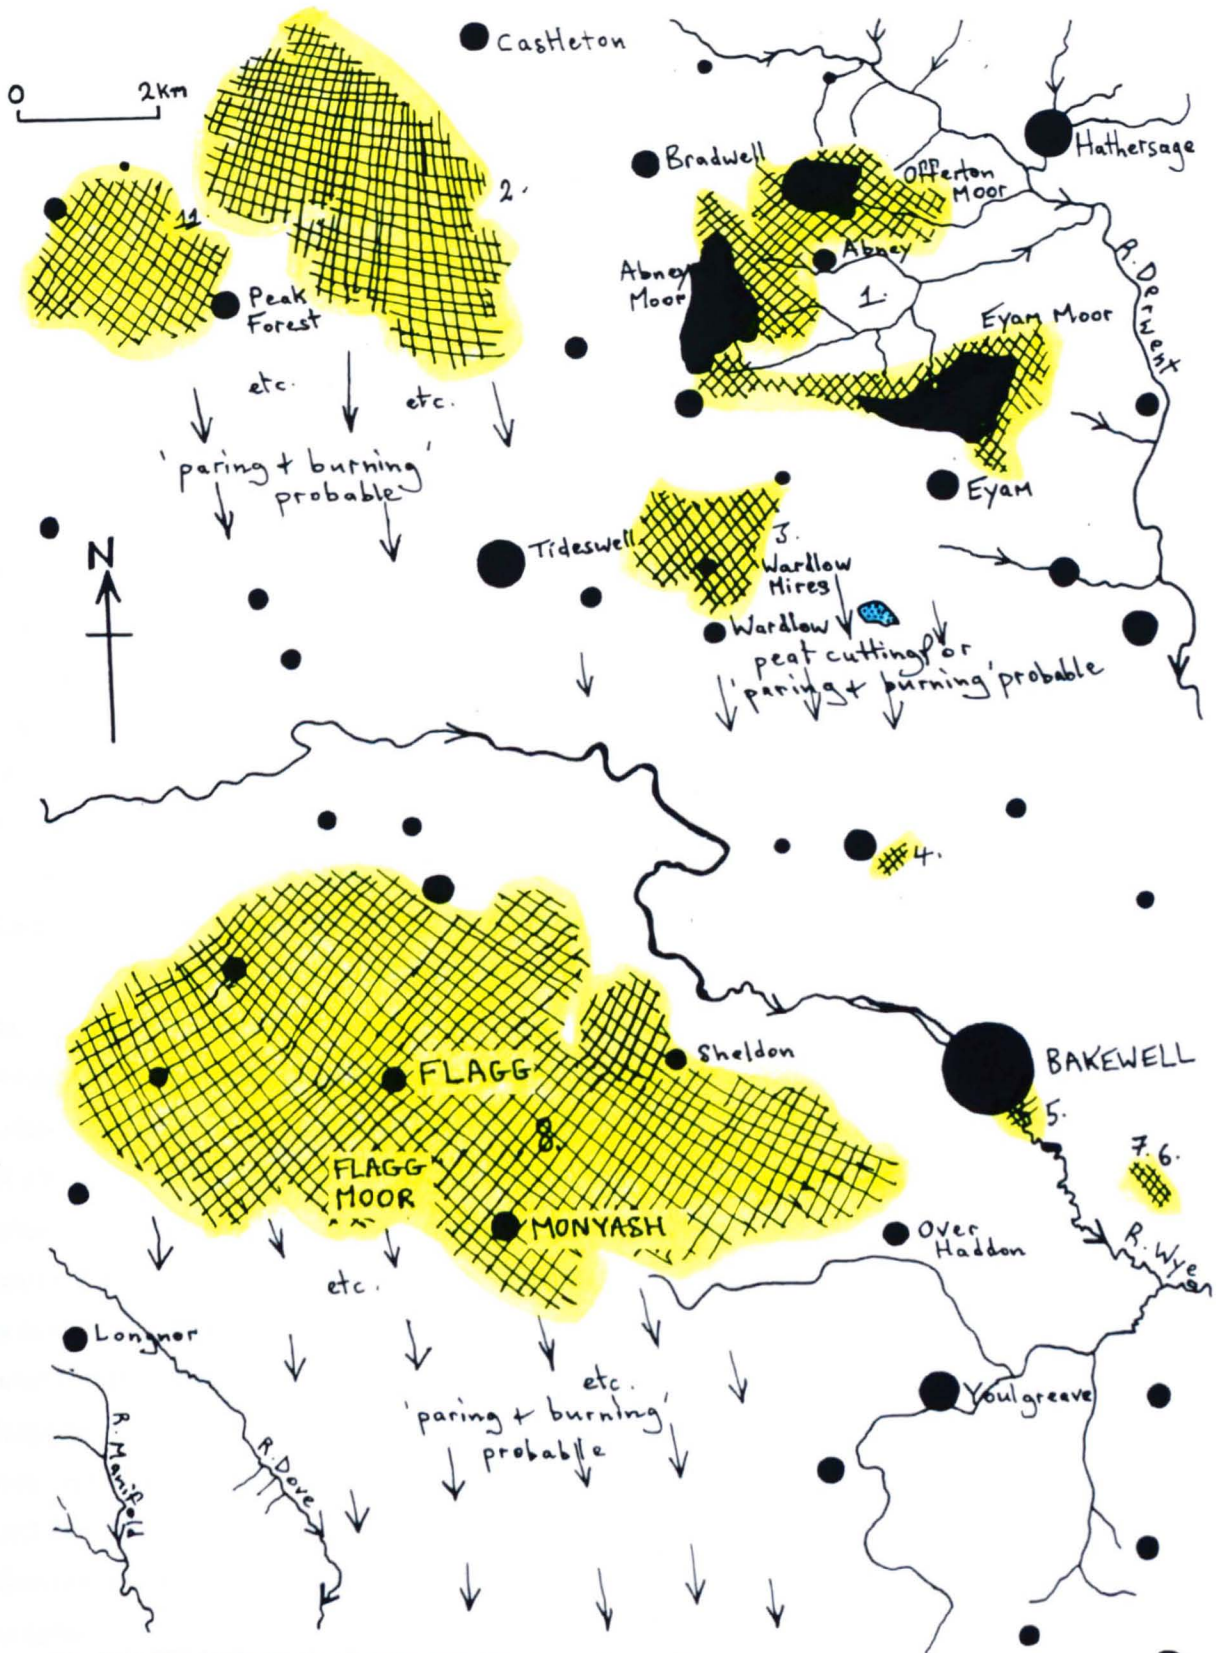 Castleton
0 2km
Bradwell
Hathersage
Offerton
Moor
2.
11.
Abney
Abney
Moor
1.
Peak
Forest
R. Derwent
Eyam Moor
etc.
etc.
'paring + burning'
probable
Eyam
N
Tideswell
3.
Wardlow
Mires
Wardlow
peat cutting for
'paring + burning' probable
4.
Sheldon
BAKEWELL
FLAGG
5.
8.
7. 6.
FLAGG
MOOR
MONYASH
Over
Haddon
R. Wye
etc.
Longnor
etc.
Youlgreave
'paring + burning'
probable
R. Manifold
R. Dove